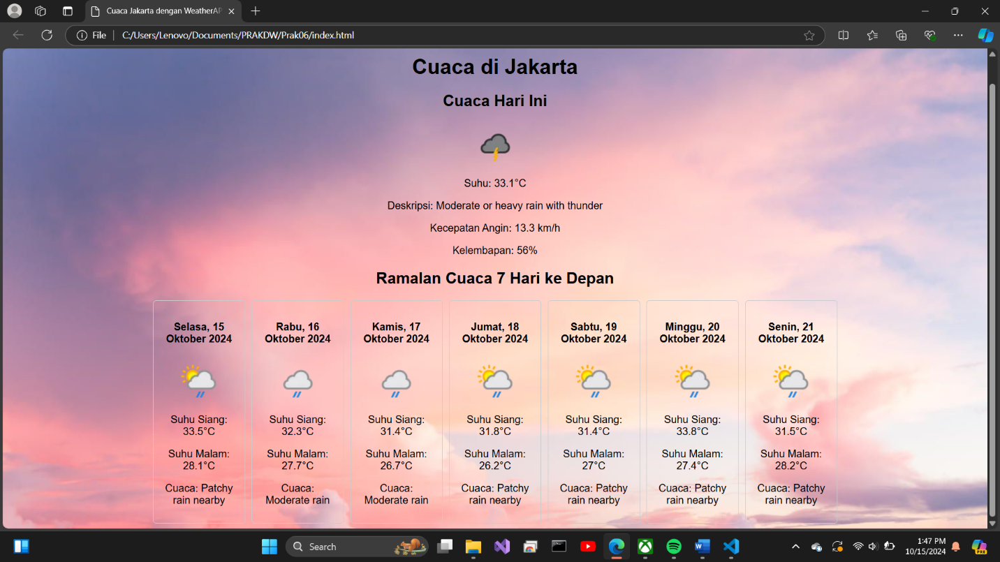 Cuaca Jakarta dengan WeatherAP
File
C:/Users/Lenovo/Documents/PRAKDW/Prak06/index.html
Cuaca di Jakarta
Cuaca Hari Ini
Suhu: 33.1°C
Deskripsi: Moderate or heavy rain with thunder
Kecepatan Angin: 13.3 km/h
Kelembapan: 56%
Ramalan Cuaca 7 Hari ke Depan
Selasa, 15
Oktober 2024
Suhu Siang:
33.5°C
Suhu Malam:
28.1°C
Cuaca: Patchy
rain nearby
Rabu, 16
Oktober 2024
Suhu Siang:
32.3°C
Suhu Malam:
27.7°C
Cuaca:
Moderate rain
Kamis, 17
Oktober 2024
Suhu Siang:
31.4°C
Suhu Malam:
26.7°C
Cuaca:
Moderate rain
Jumat, 18
Oktober 2024
Suhu Siang:
31.8°C
Suhu Malam:
26.2°C
Cuaca: Patchy
rain nearby
Sabtu, 19
Oktober 2024
Suhu Siang:
31.4°C
Suhu Malam:
27°C
Cuaca: Patchy
rain nearby
Minggu, 20
Oktober 2024
Suhu Siang:
33.8°C
Suhu Malam:
27.4°C
Cuaca: Patchy
rain nearby
Senin, 21
Oktober 2024
Suhu Siang:
31.5°C
Suhu Malam:
28.2°C
Cuaca: Patchy
rain nearby
Search
1:47 PM
10/15/2024
PRE